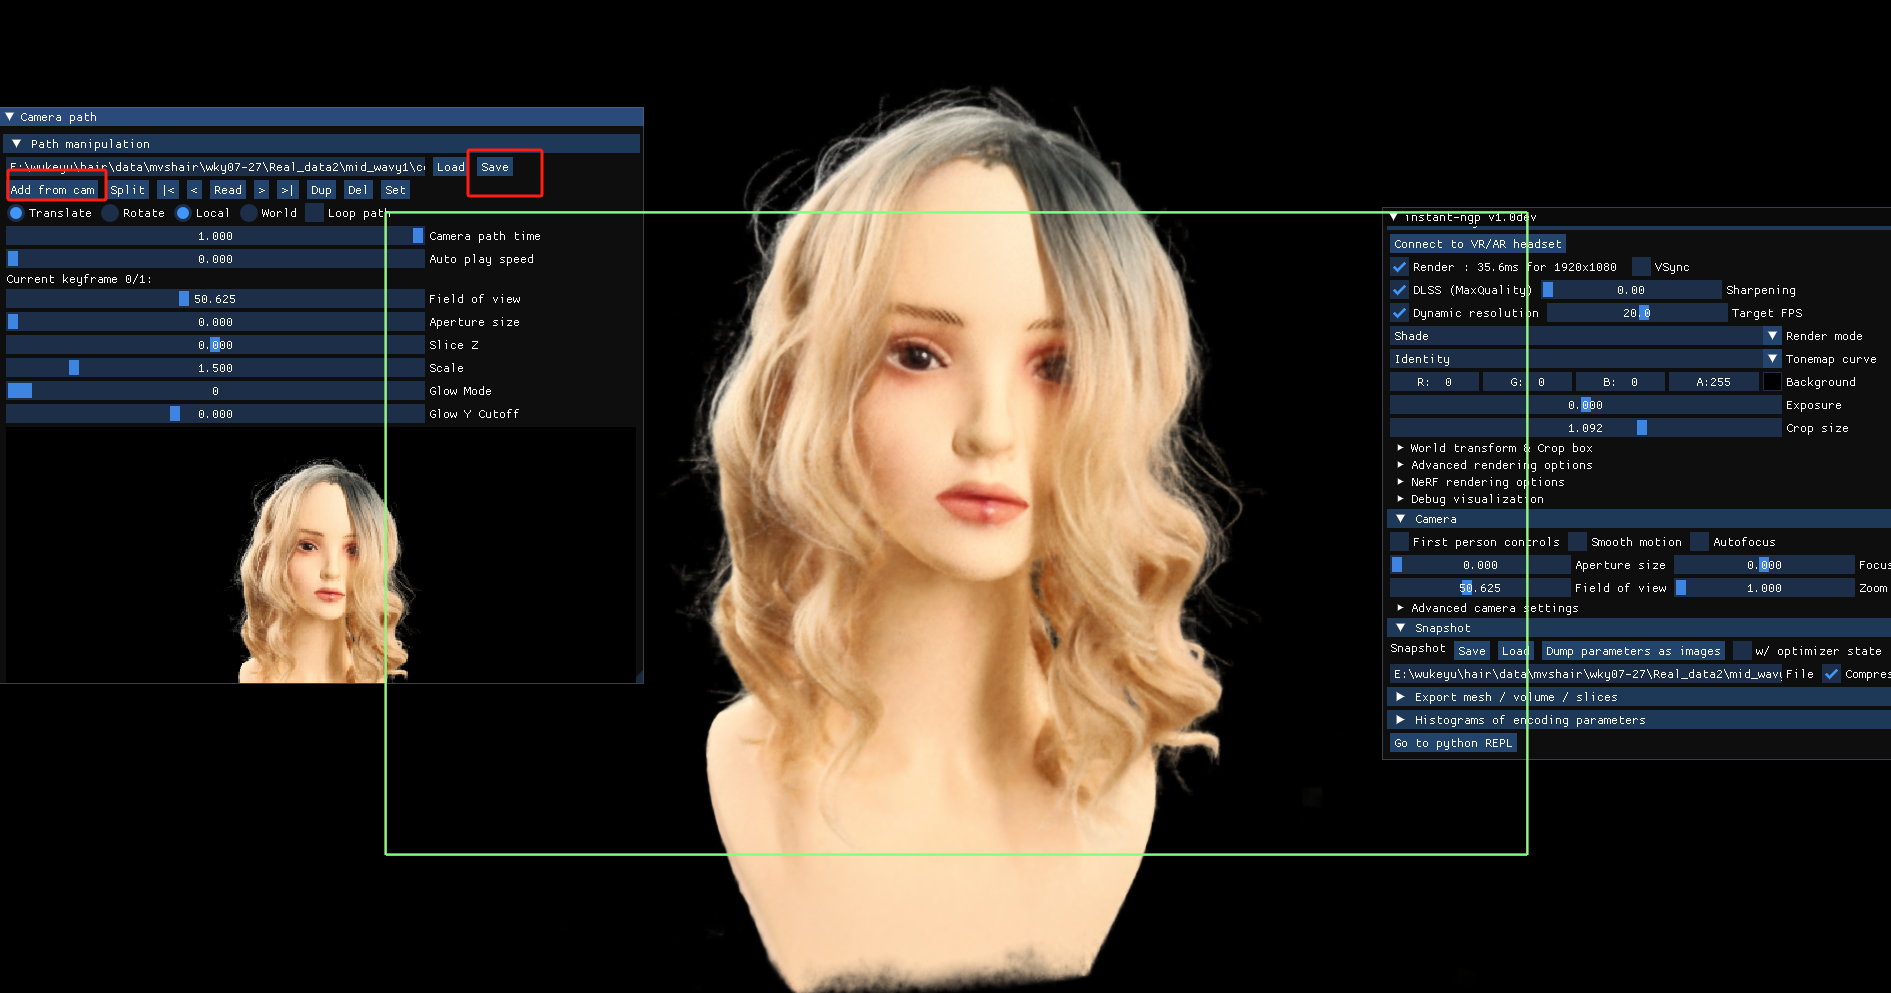 Camera path
Path manipulation
E:\wukeyu\hair\data\mvshair\wky07-27\Real_data2\mid_wavy1\ Load Save
Add from cam Split |< < Read > >| Dup Del Set
Translate Rotate Local World Loop path
1.000 Camera path time
0.000 Auto play speed
Current keyframe 0/1:
50.625 Field of view
0.000 Aperture size
0.000 Slice Z
1.500 Scale
0 Glow Mode
0.000 Glow Y Cutoff
instant-ngp v1.0dev
Connect to VR/AR headset
Render : 35.6ms for 1920x1080 VSync
DLSS (MaxQuality) 0.00 Sharpening
Dynamic resolution 20.0 Target FPS
Shade Render mode
Identity Tonemap curve
R: 0 G: 0 B: 0 A:255 Background
0.000 Exposure
1.092 Crop size
World transform & Crop box
Advanced rendering options
NeRF rendering options
Debug visualization
Camera
First person controls Smooth motion Autofocus
0.000 Aperture size 0.000 Focus
50.625 Field of view 1.000 Zoom
Advanced camera settings
Snapshot
Snapshot Save Load Dump parameters as images w/ optimizer state
E:\wukeyu\hair\data\mvshair\wky07-27\Real_data2\mid_wavy File Compres
Export mesh / volume / slices
Histograms of encoding parameters
Go to python REPL